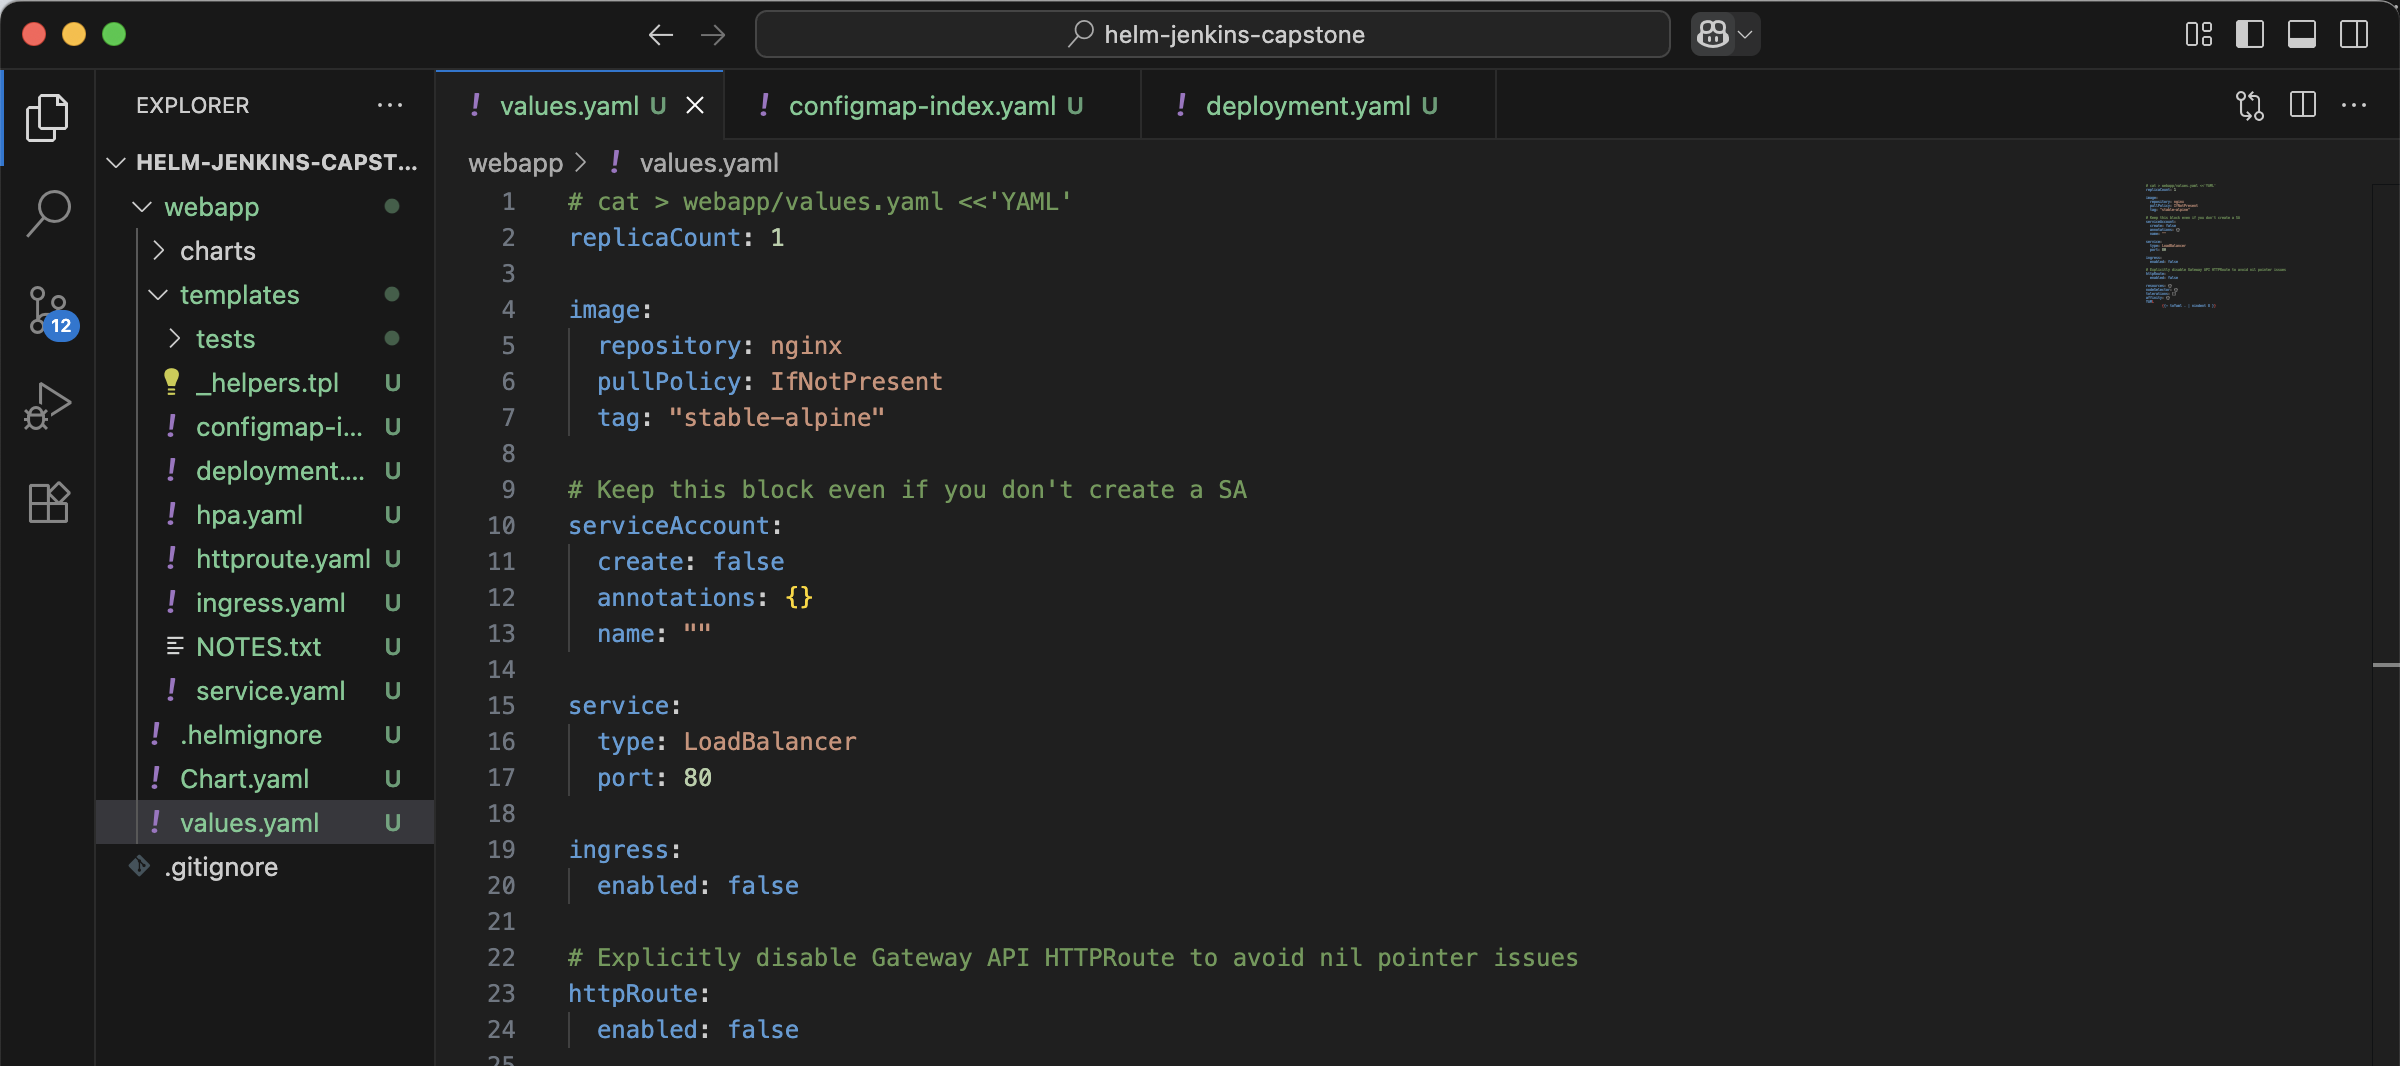 helm-jenkins-capstone
EXPLORER
HELM-JENKINS-CAPST...
webapp
charts
templates
tests
_helpers.tpl U
configmap-i... U
deployment.... U
hpa.yaml U
httproute.yaml U
ingress.yaml U
NOTES.txt U
service.yaml U
.helmignore U
Chart.yaml U
values.yaml U
.gitignore
12
values.yaml U
configmap-index.yaml U
deployment.yaml U
webapp > values.yaml
1 # cat > webapp/values.yaml <<'YAML'
2 replicaCount: 1
3
4 image:
5 repository: nginx
6 pullPolicy: IfNotPresent
7 tag: "stable-alpine"
8
9 # Keep this block even if you don't create a SA
10 serviceAccount:
11 create: false
12 annotations: {}
13 name: ""
14
15 service:
16 type: LoadBalancer
17 port: 80
18
19 ingress:
20 enabled: false
21
22 # Explicitly disable Gateway API HTTPRoute to avoid nil pointer issues
23 httpRoute:
24 enabled: false
25